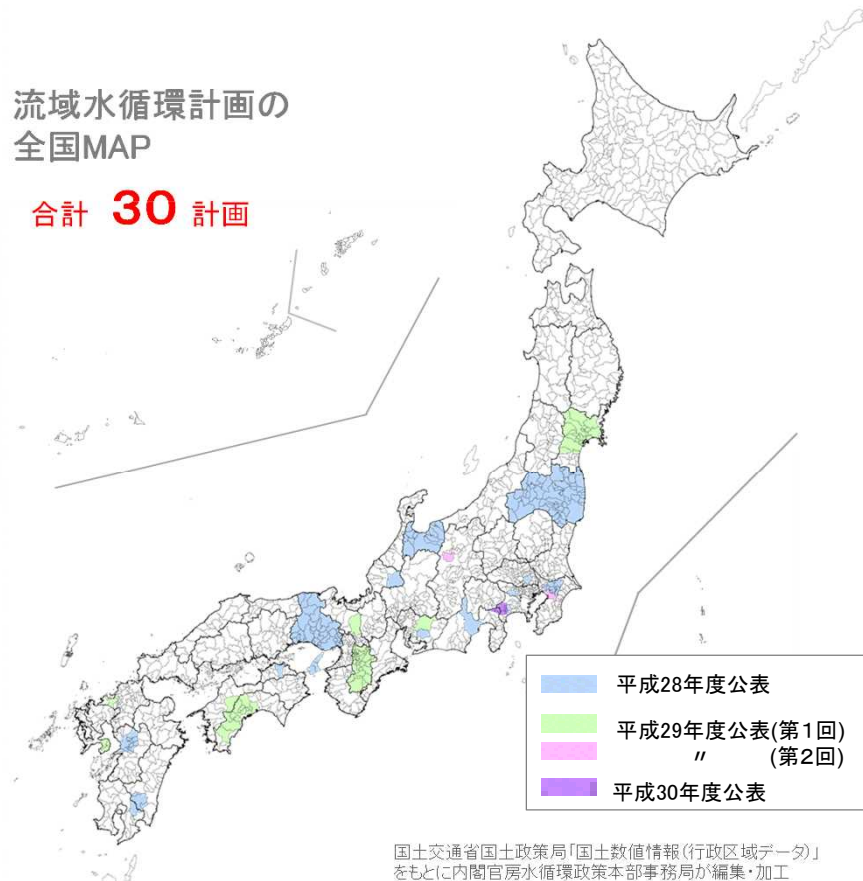 流域水循環計画の
全国MAP
合計 30 計画
平成28年度公表
平成29年度公表(第1回)
〃 (第2回)
平成30年度公表
国土交通省国土政策局「国土数値情報(行政区域データ)」
をもとに内閣官房水循環政策本部事務局が編集・加工